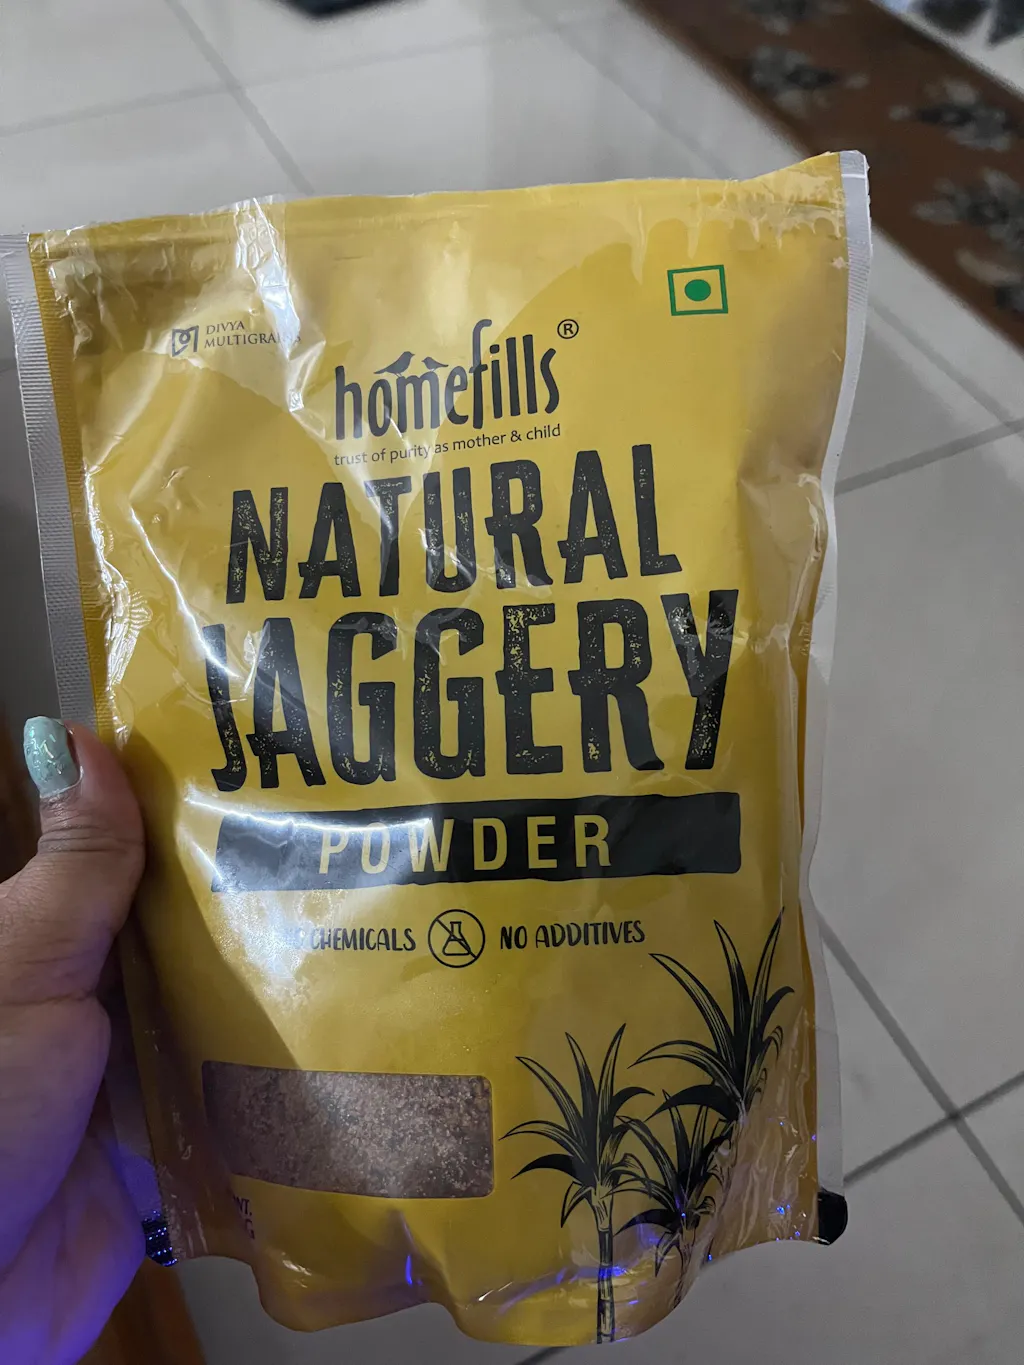 DIVYA
MULTIGRAINS
homefills®
trust of purity as mother & child
NATURAL
JAGGERY
POWDER
CHEMICALS NO ADDITIVES